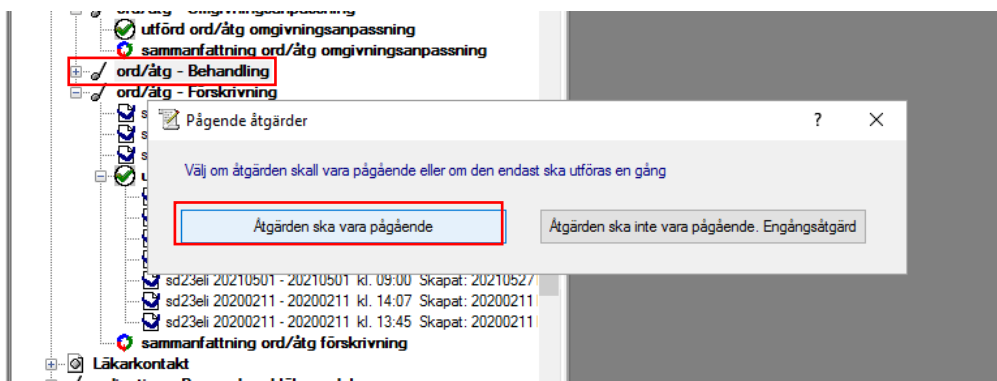 ord/åtg - Omgivningsanpassning
utförd ord/åtg omgivningsanpassning
sammanfattning ord/åtg omgivningsanpassning
ord/åtg - Behandling
ord/åtg - Förskrivning
Pågende åtgärder
?
Välj om åtgärden skall vara pågående eller om den endast ska utföras en gång
Åtgärden ska vara pågående
Åtgärden ska inte vara pågående. Engångsåtgärd
sd23eli 20210501 - 20210501 kl. 09:00 Skapat: 20210527
sd23eli 20200211 - 20200211 kl. 14:07 Skapat: 20200211
sd23eli 20200211 - 20200211 kl. 13:45 Skapat: 20200211
sammanfattning ord/åtg förskrivning
Läkarkontakt